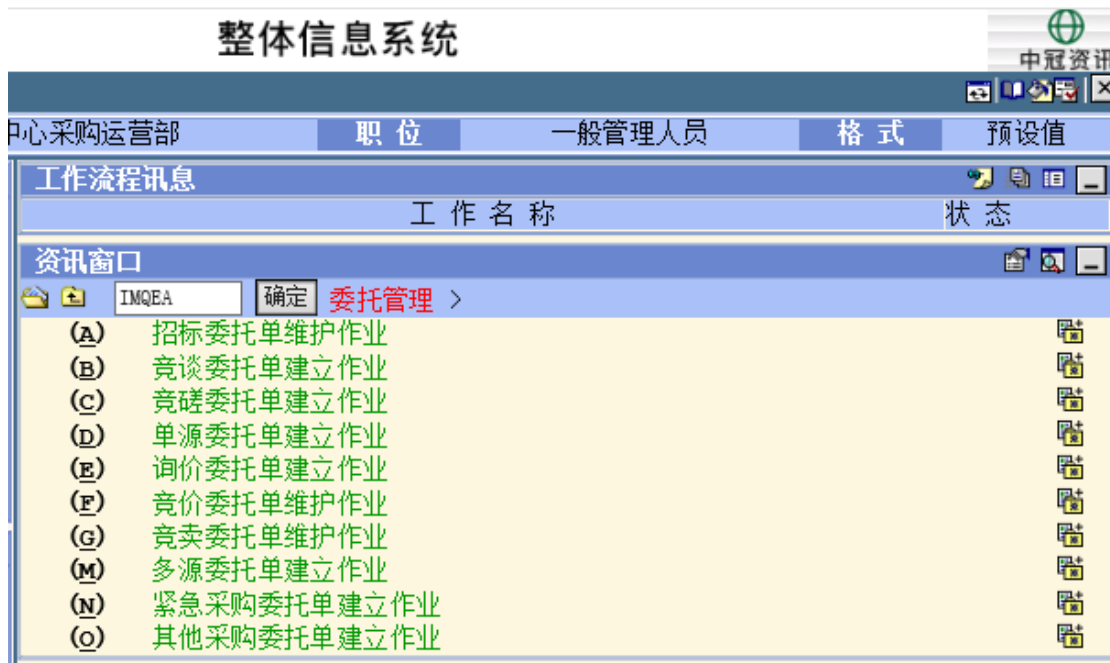 整体信息系统
中冠资讯
中心采购运营部 职 位 一般管理人员 格 式 预设值
工作流程讯息
工 作 名 称 状 态
资讯窗口
IMQEA 确定 委托管理 >
(A) 招标委托单维护作业
(B) 竞谈委托单建立作业
(C) 竞磋委托单建立作业
(D) 单源委托单建立作业
(E) 询价委托单建立作业
(F) 竞价委托单维护作业
(G) 竞卖委托单维护作业
(M) 多源委托单建立作业
(N) 紧急采购委托单建立作业
(O) 其他采购委托单建立作业